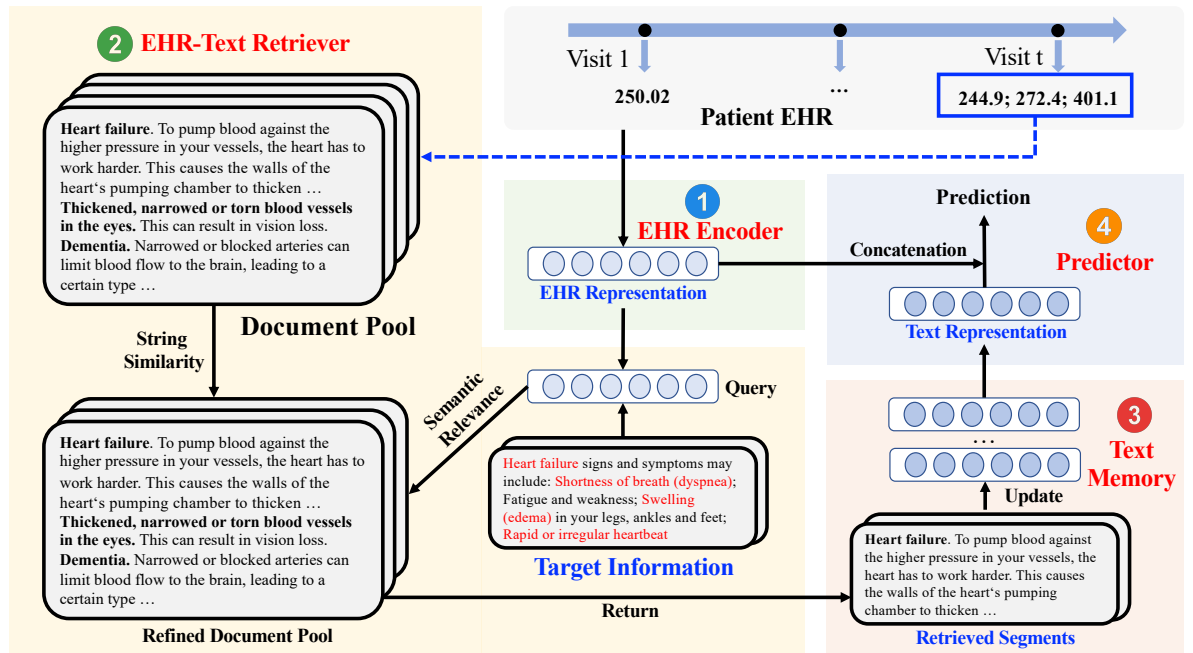 2 EHR-Text Retriever
Heart failure. To pump blood against the
higher pressure in your vessels, the heart has to
work harder. This causes the walls of the
heart‘s pumping chamber to thicken …
Thickened, narrowed or torn blood vessels
in the eyes. This can result in vision loss.
Dementia. Narrowed or blocked arteries can
limit blood flow to the brain, leading to a
certain type …
Document Pool
String
Similarity
Heart failure. To pump blood against the
higher pressure in your vessels, the heart has to
work harder. This causes the walls of the
heart‘s pumping chamber to thicken …
Thickened, narrowed or torn blood vessels
in the eyes. This can result in vision loss.
Dementia. Narrowed or blocked arteries can
limit blood flow to the brain, leading to a
certain type …
Refined Document Pool
Visit 1
Visit t
250.02
...
244.9; 272.4; 401.1
Patient EHR
1
EHR Encoder
EHR Representation
Concatenation
Semantic
Relevance
Query
Heart failure signs and symptoms may
include: Shortness of breath (dyspnea);
Fatigue and weakness; Swelling
(edema) in your legs, ankles and feet;
Rapid or irregular heartbeat
Target Information
Return
Prediction
4
Predictor
Text Representation
3
Text
Memory
...
Update
Heart failure. To pump blood against
the higher pressure in your vessels, the
heart has to work harder. This causes
the walls of the heart‘s pumping
chamber to thicken …
Retrieved Segments